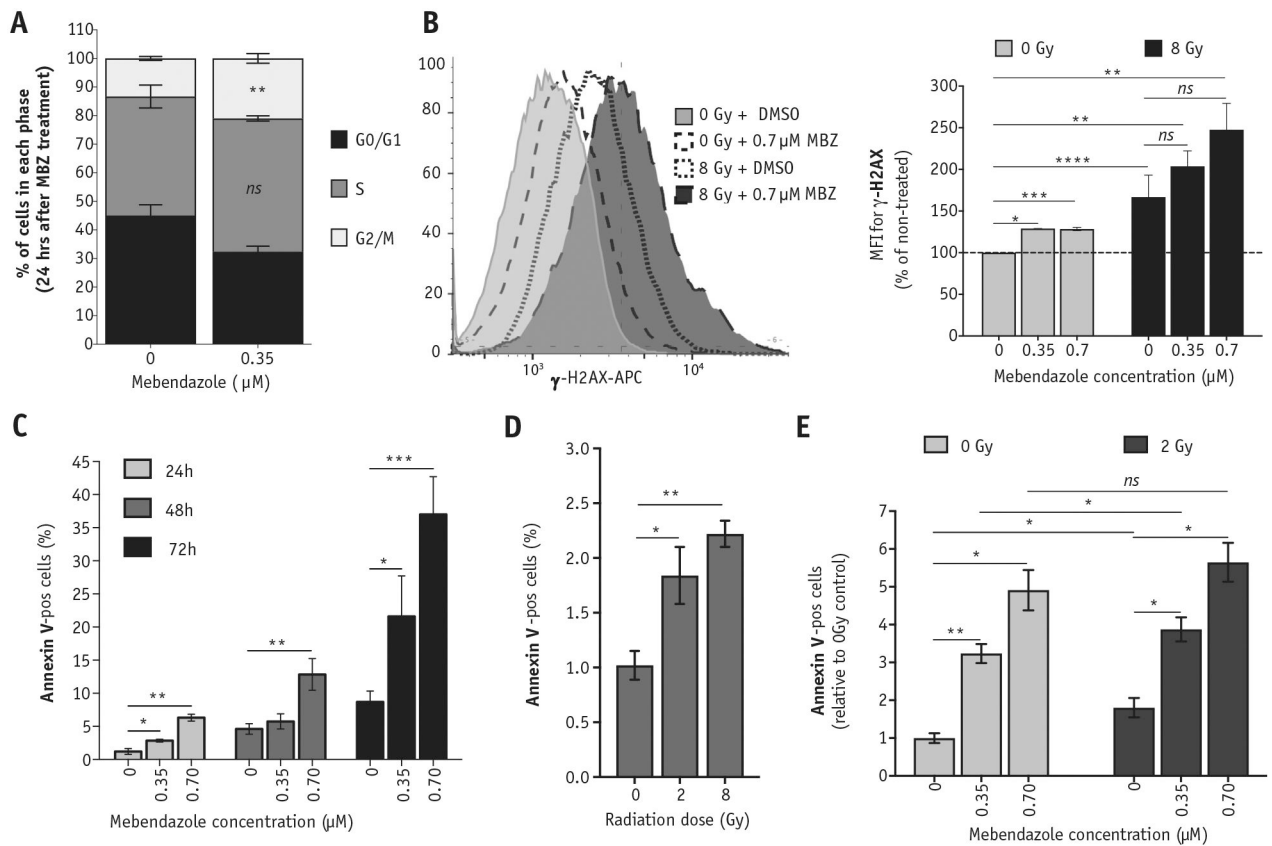 A
% of cells in each phase
(24 hrs after MBZ treatment)
110
100
90
80
70
60
50
40
30
20
10
0
**
ns
0
0.35
Mebendazole ( µM)
G0/G1
S
G2/M
B
100
80
60
40
20
0
10³
10⁴
γ-H2AX-APC
0 Gy + DMSO
0 Gy + 0.7 µM MBZ
8 Gy + DMSO
8 Gy + 0.7 µM MBZ
0 Gy
8 Gy
MFI for γ-H2AX
(% of non-treated)
300
250
200
150
100
50
0
**
ns
**
ns
****
***
*
0
0.35
0.7
0
0.35
0.7
Mebendazole concentration (µM)
C
Annexin V-pos cells (%)
45
40
35
30
25
20
15
10
5
0
24h
48h
72h
**
*
**
***
*
0
0.35
0.70
0
0.35
0.70
0
0.35
0.70
Mebendazole concentration (µM)
D
Annexin V-pos cells (%)
3.0
2.5
2.0
1.5
1.0
0.5
0.0
**
*
0
2
8
Radiation dose (Gy)
E
0 Gy
2 Gy
Annexin V-pos cells
(relative to 0Gy control)
7
6
5
4
3
2
1
0
ns
*
*
*
*
*
**
0
0.35
0.70
0
0.35
0.70
Mebendazole concentration (µM)